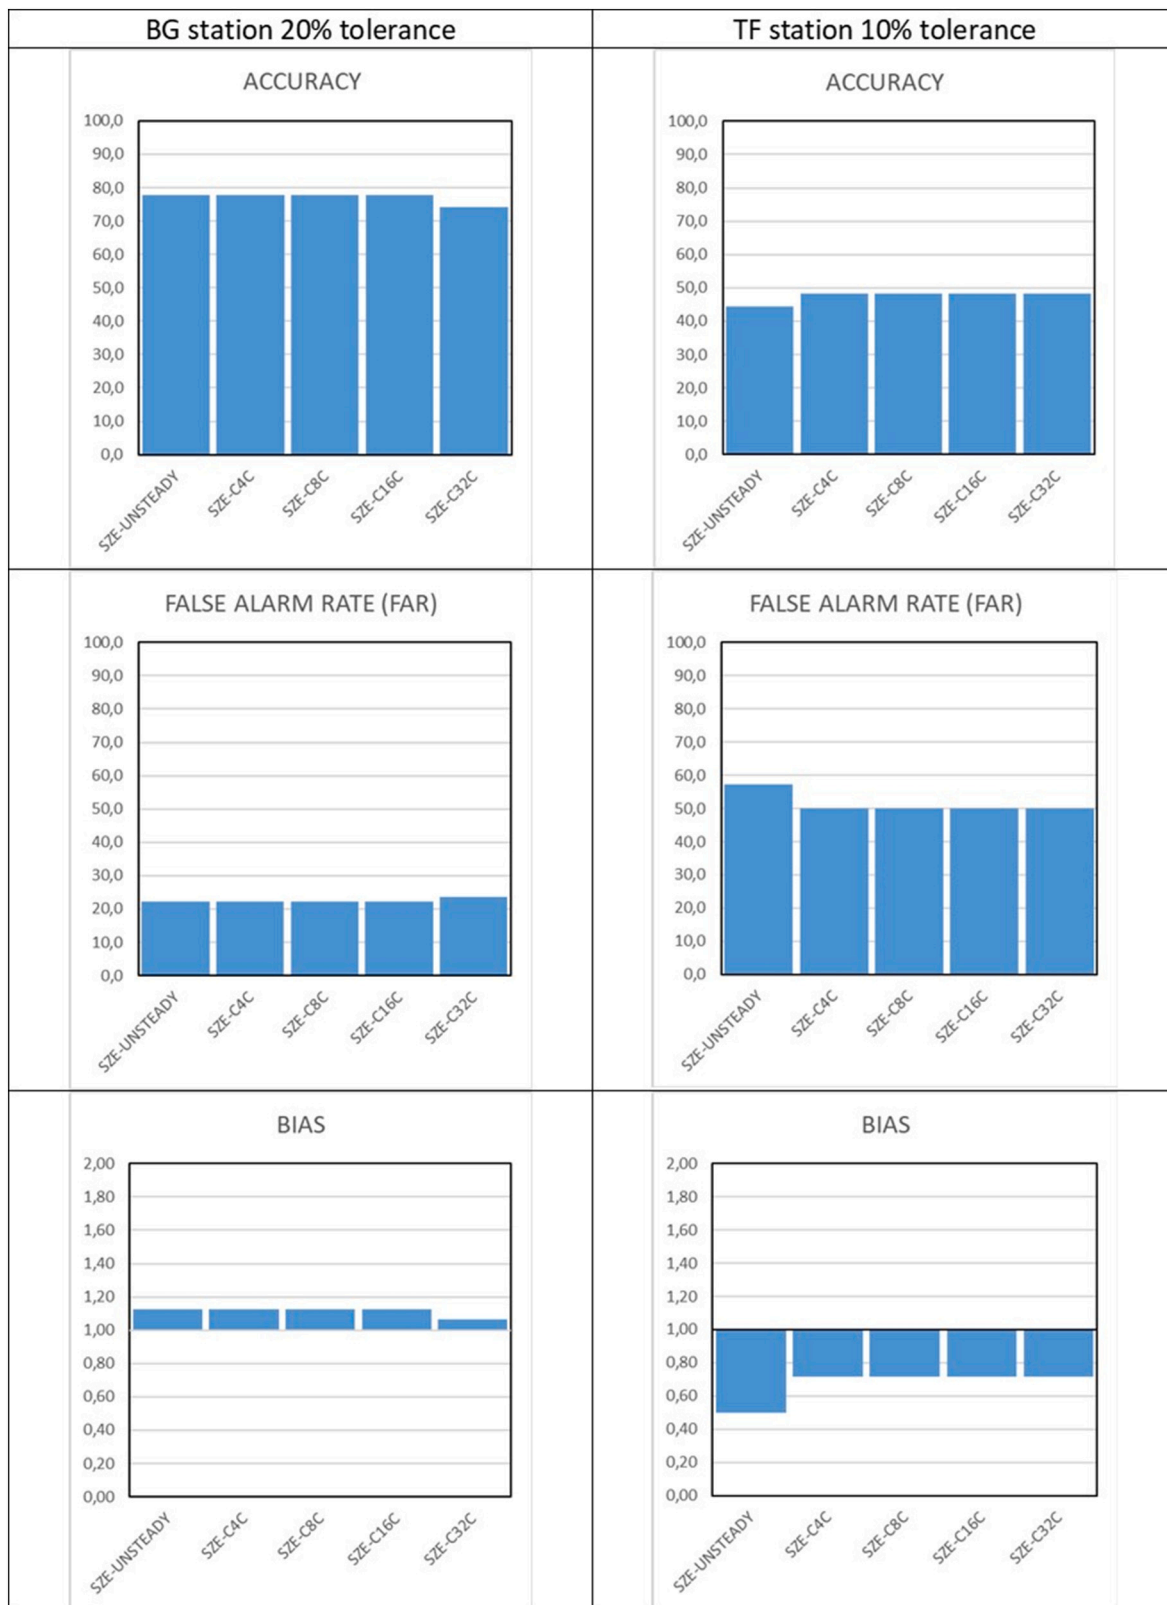 BG station 20% tolerance
TF station 10% tolerance
ACCURACY
100,0
90,0
80,0
70,0
60,0
50,0
40,0
30,0
20,0
10,0
0,0
SZE-UNSTEADY
SZE-C4C
SZE-C8C
SZE-C16C
SZE-C32C
ACCURACY
100,0
90,0
80,0
70,0
60,0
50,0
40,0
30,0
20,0
10,0
0,0
SZE-UNSTEADY
SZE-C4C
SZE-C8C
SZE-C16C
SZE-C32C
FALSE ALARM RATE (FAR)
100,0
90,0
80,0
70,0
60,0
50,0
40,0
30,0
20,0
10,0
0,0
SZE-UNSTEADY
SZE-C4C
SZE-C8C
SZE-C16C
SZE-C32C
FALSE ALARM RATE (FAR)
100,0
90,0
80,0
70,0
60,0
50,0
40,0
30,0
20,0
10,0
0,0
SZE-UNSTEADY
SZE-C4C
SZE-C8C
SZE-C16C
SZE-C32C
BIAS
2,00
1,80
1,60
1,40
1,20
1,00
0,80
0,60
0,40
0,20
0,00
SZE-UNSTEADY
SZE-C4C
SZE-C8C
SZE-C16C
SZE-C32C
BIAS
2,00
1,80
1,60
1,40
1,20
1,00
0,80
0,60
0,40
0,20
0,00
SZE-UNSTEADY
SZE-C4C
SZE-C8C
SZE-C16C
SZE-C32C